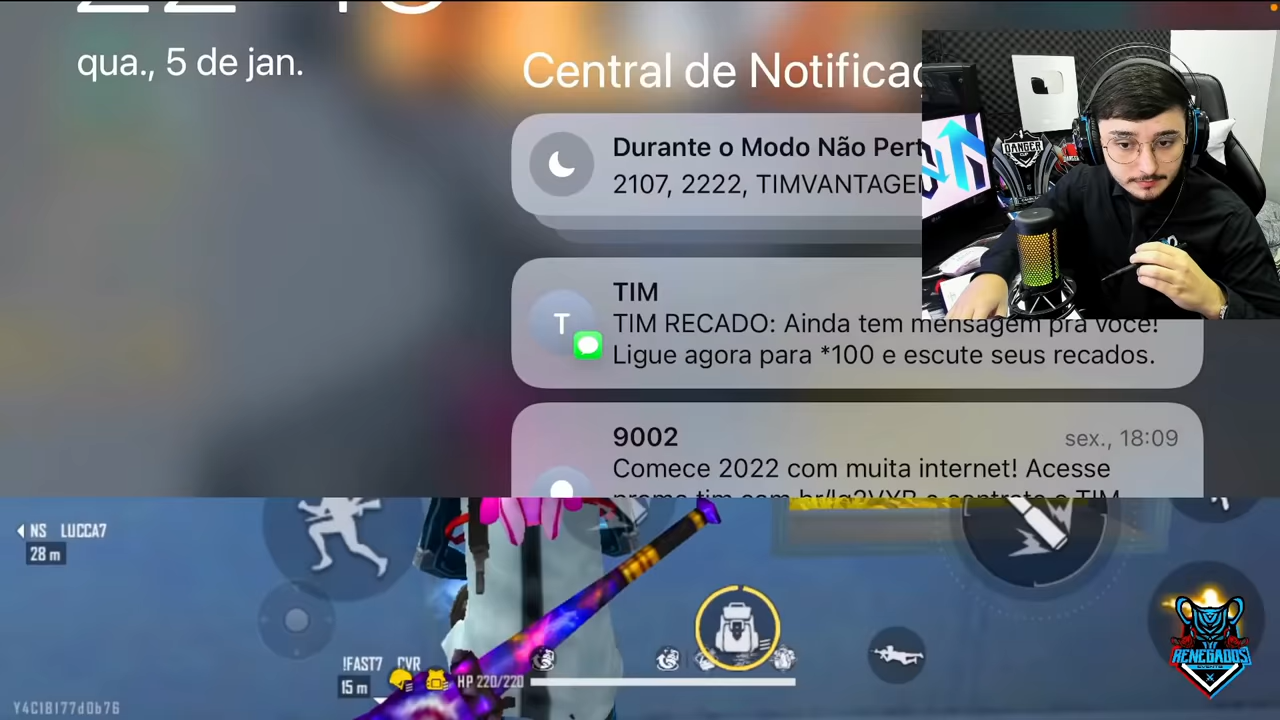 qua., 5 de jan.
Central de Notificaç
Durante o Modo Não Pert
2107, 2222, TIMVANTAGE
DANGER
TIM
T
TIM RECADO: Ainda tem mensagem pra você!
Ligue agora para *100 e escute seus recados.
9002
sex., 18:09
Comece 2022 com muita internet! Acesse
NS LUCCA7
28 m
!FAST7 CVR
15 m
HP 220/220
RENEGADOS
Y4C18177d0b76